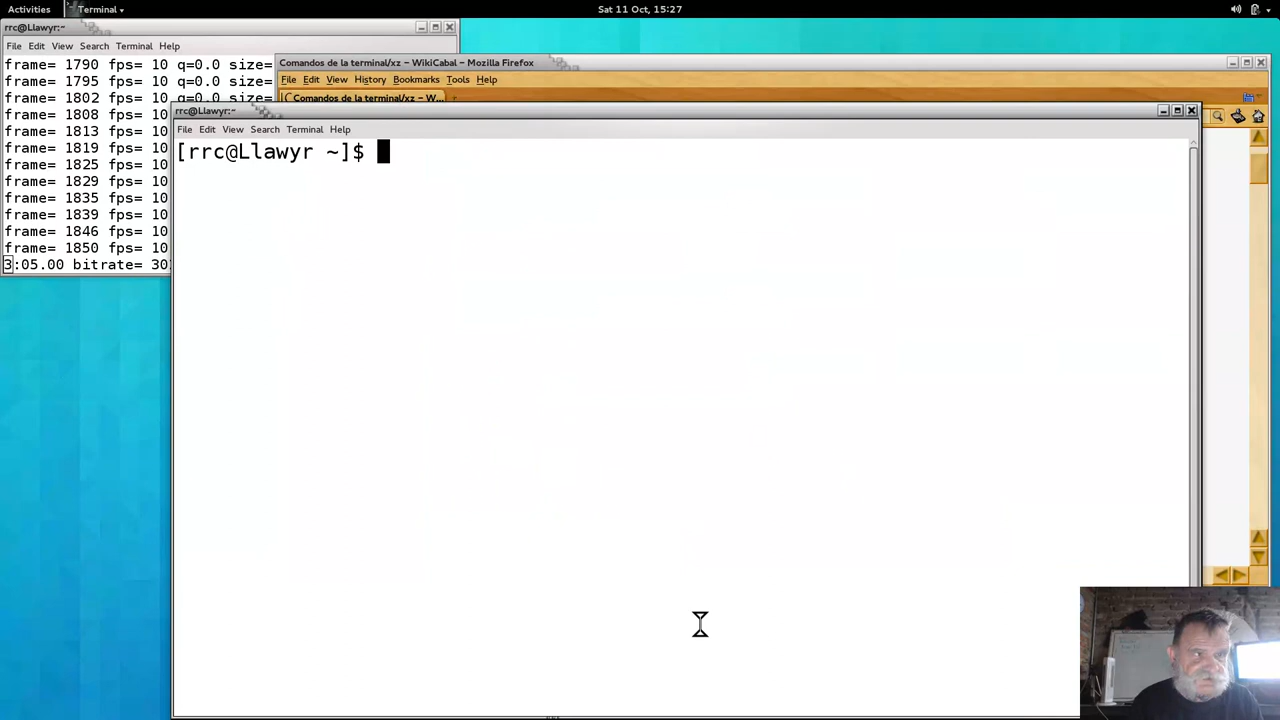 Activities Terminal Sat 11 Oct, 15:27
rrc@Llawyr:~
File Edit View Search Terminal Help
frame= 1790 fps= 10 q=0.0 size=
frame= 1795 fps= 10 q=0.0 size=
frame= 1802 fps= 10 q=0.0 size=
frame= 1808 fps= 10
frame= 1813 fps= 10
frame= 1819 fps= 10
frame= 1825 fps= 10
frame= 1829 fps= 10
frame= 1835 fps= 10
frame= 1839 fps= 10
frame= 1846 fps= 10
frame= 1850 fps= 10
3:05.00 bitrate= 30
Comandos de la terminal/xz – WikiCabal – Mozilla Firefox
File Edit View History Bookmarks Tools Help
Comandos de la terminal/xz – W...
rrc@Llawyr:~
File Edit View Search Terminal Help
[rrc@Llawyr ~]$